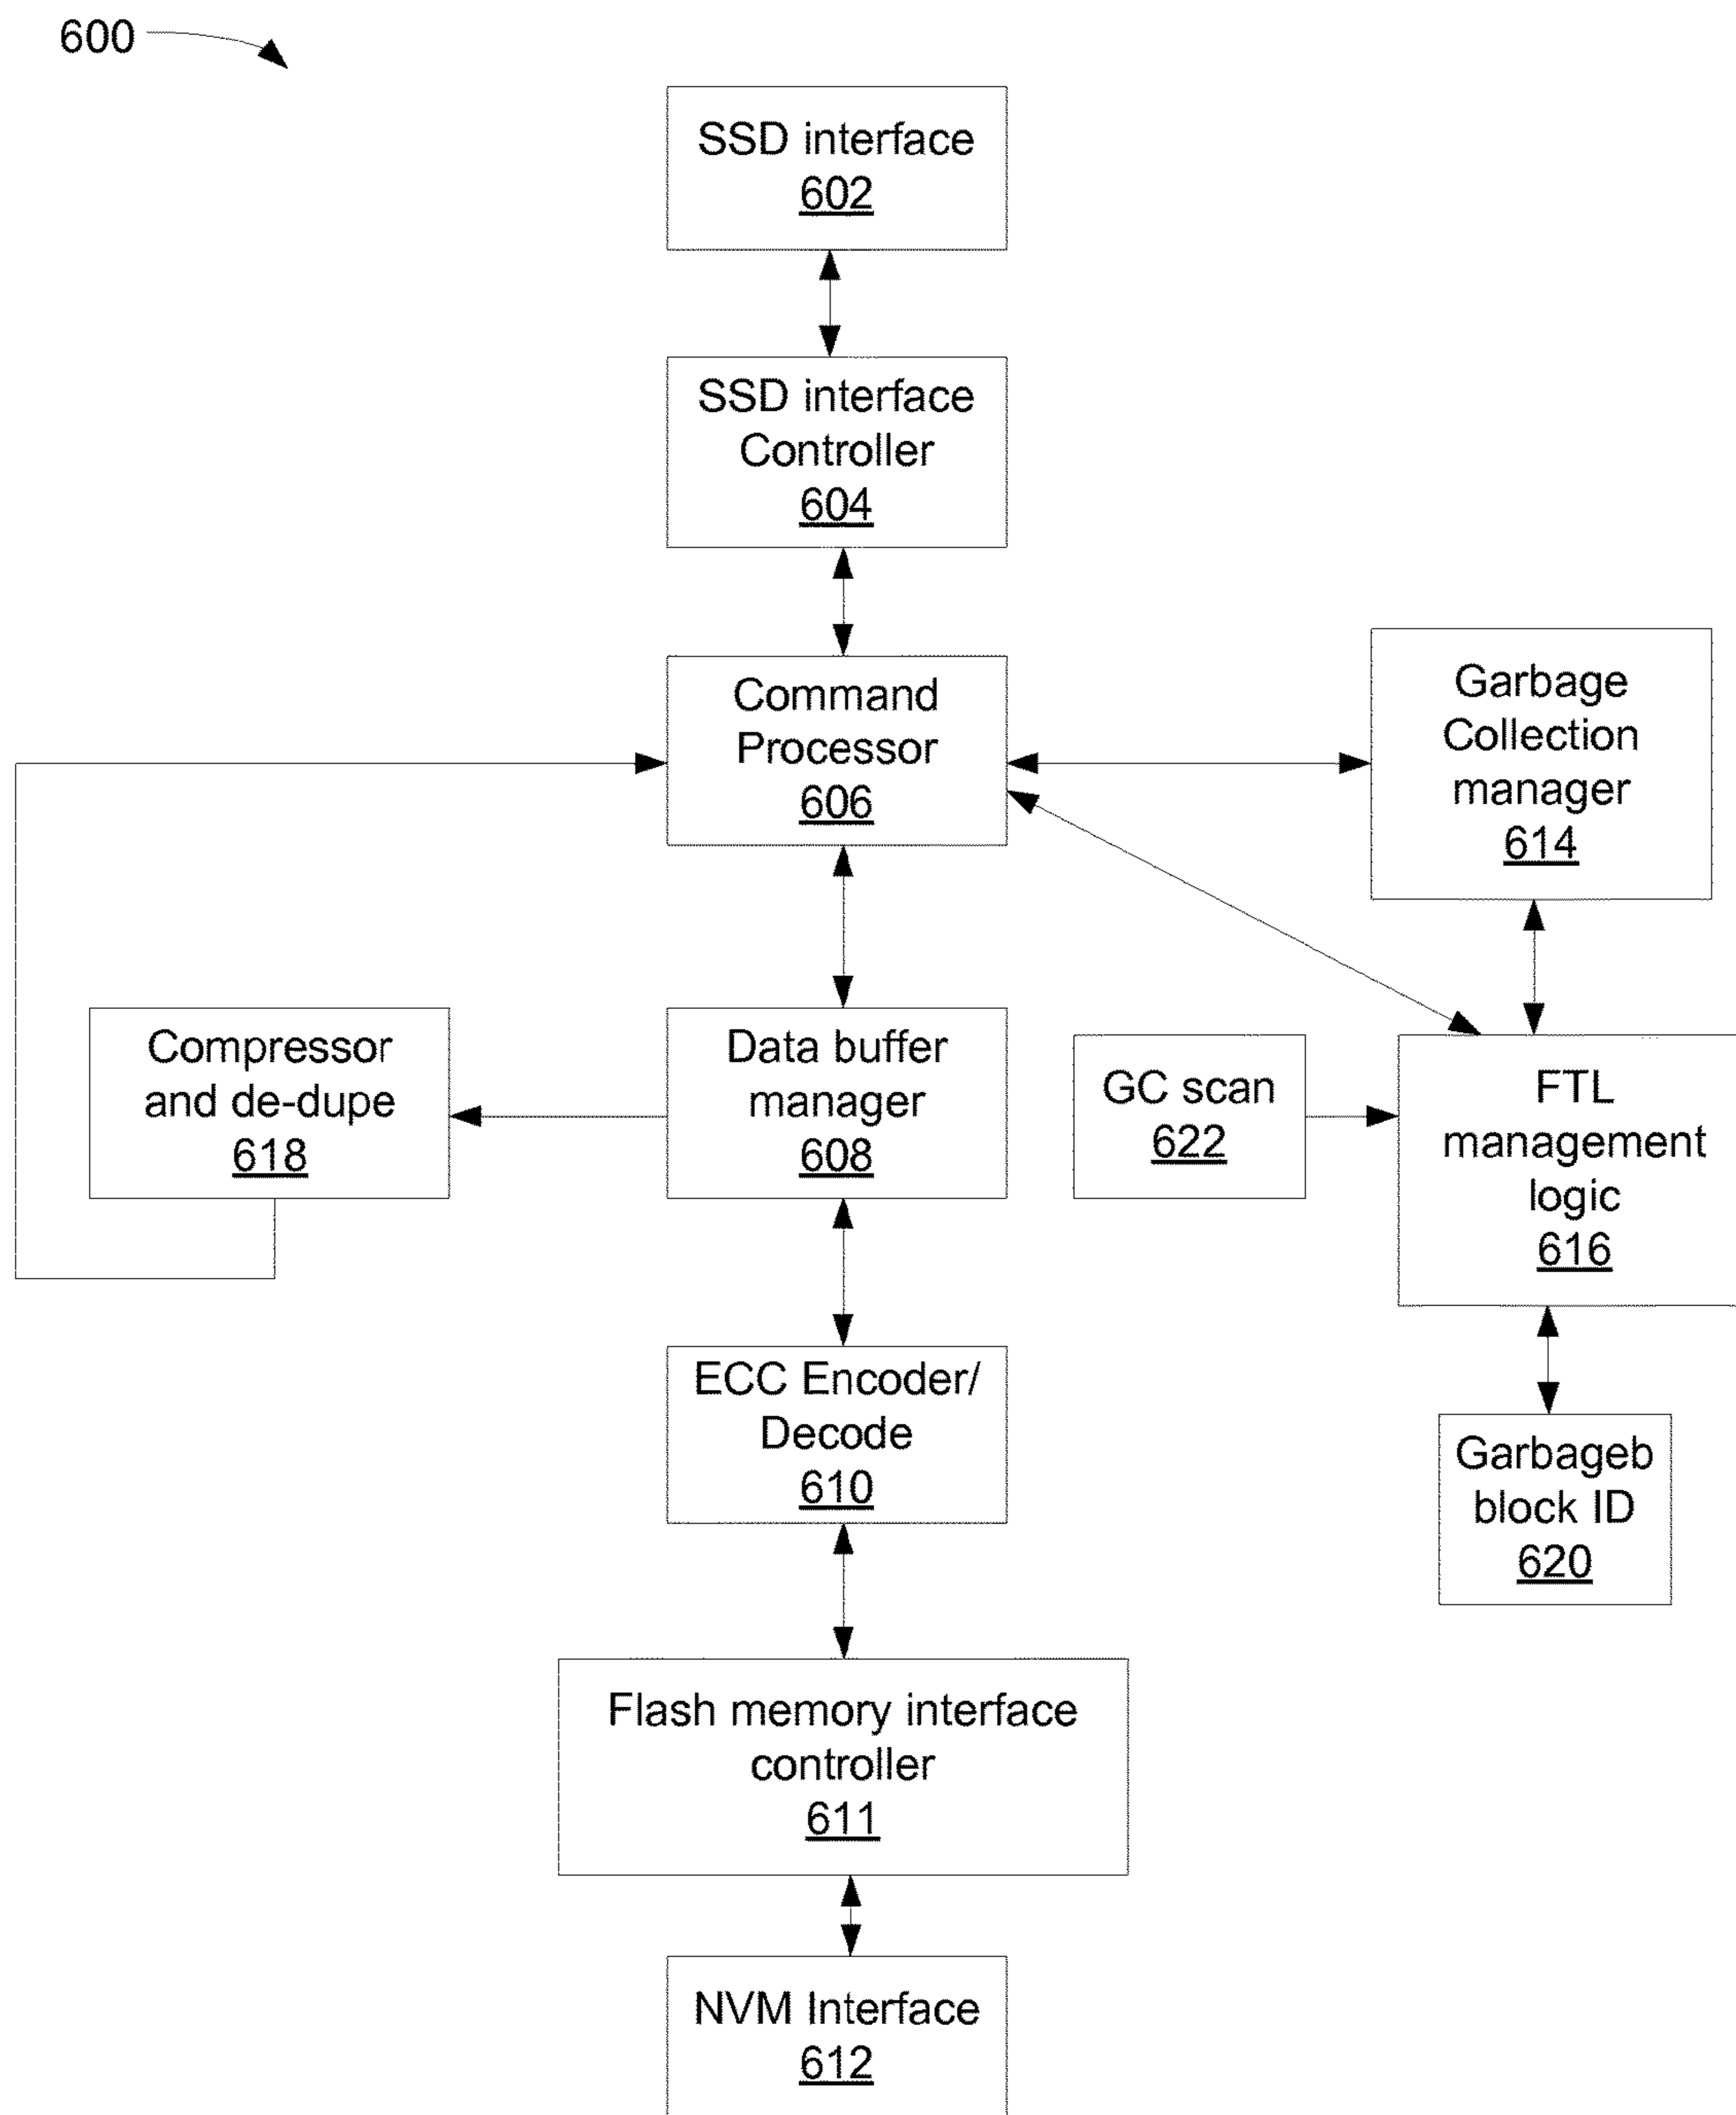 600
SSD interface
602
SSD interface
Controller
604
Command
Processor
606
Garbage
Collection
manager
614
Compressor
and de-dupe
618
Data buffer
manager
608
GC scan
622
FTL
management
logic
616
ECC Encoder/
Decode
610
Garbageb
block ID
620
Flash memory interface
controller
611
NVM Interface
612